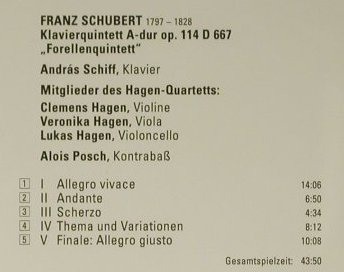 FRANZ SCHUBERT 1797 – 1828
Klavierquintett A-dur op. 114 D 667
„Forellenquintett“
András Schiff, Klavier
Mitglieder des Hagen-Quartetts:
Clemens Hagen, Violine
Veronika Hagen, Viola
Lukas Hagen, Violoncello
Alois Posch, Kontrabaß
1 I Allegro vivace 14:06
2 II Andante 6:50
3 III Scherzo 4:34
4 IV Thema und Variationen 8:12
5 V Finale: Allegro giusto 10:08
Gesamtspielzeit: 43:50